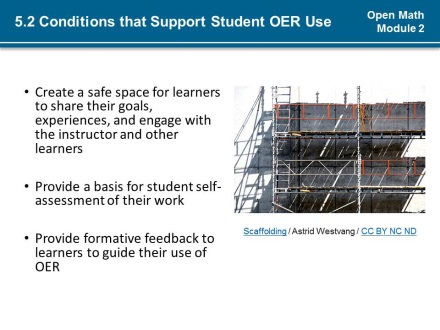 5.2 Conditions that Support Student OER Use
Open Math
Module 2
• Create a safe space for learners
to share their goals,
experiences, and engage with
the instructor and other
learners
• Provide a basis for student self-
assessment of their work
• Provide formative feedback to
learners to guide their use of
OER
Scaffolding / Astrid Westvang / CC BY NC ND